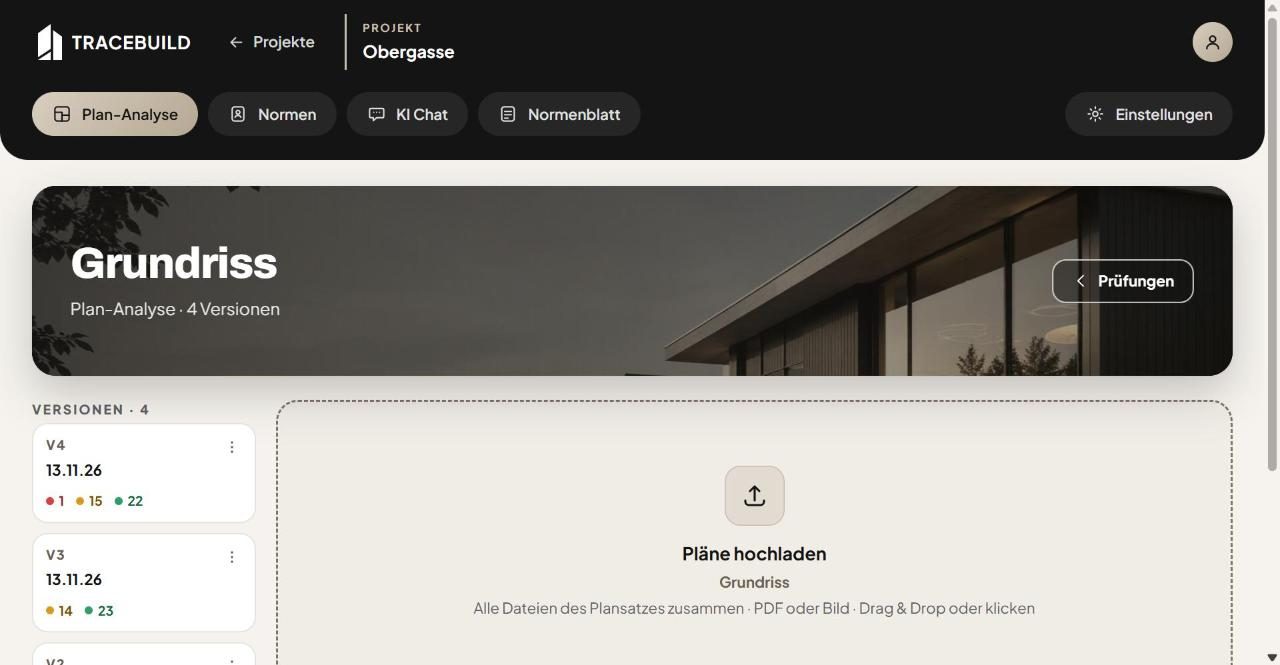 TRACEBUILD
Projekte
PROJEKT
Obergasse
Plan-Analyse
Normen
KI Chat
Normenblatt
Einstellungen
Grundriss
Plan-Analyse · 4 Versionen
Prüfungen
VERSIONEN · 4
V4
13.11.26
1 15 22
V3
13.11.26
14 23
V2
Pläne hochladen
Grundriss
Alle Dateien des Plansatzes zusammen · PDF oder Bild · Drag & Drop oder klicken